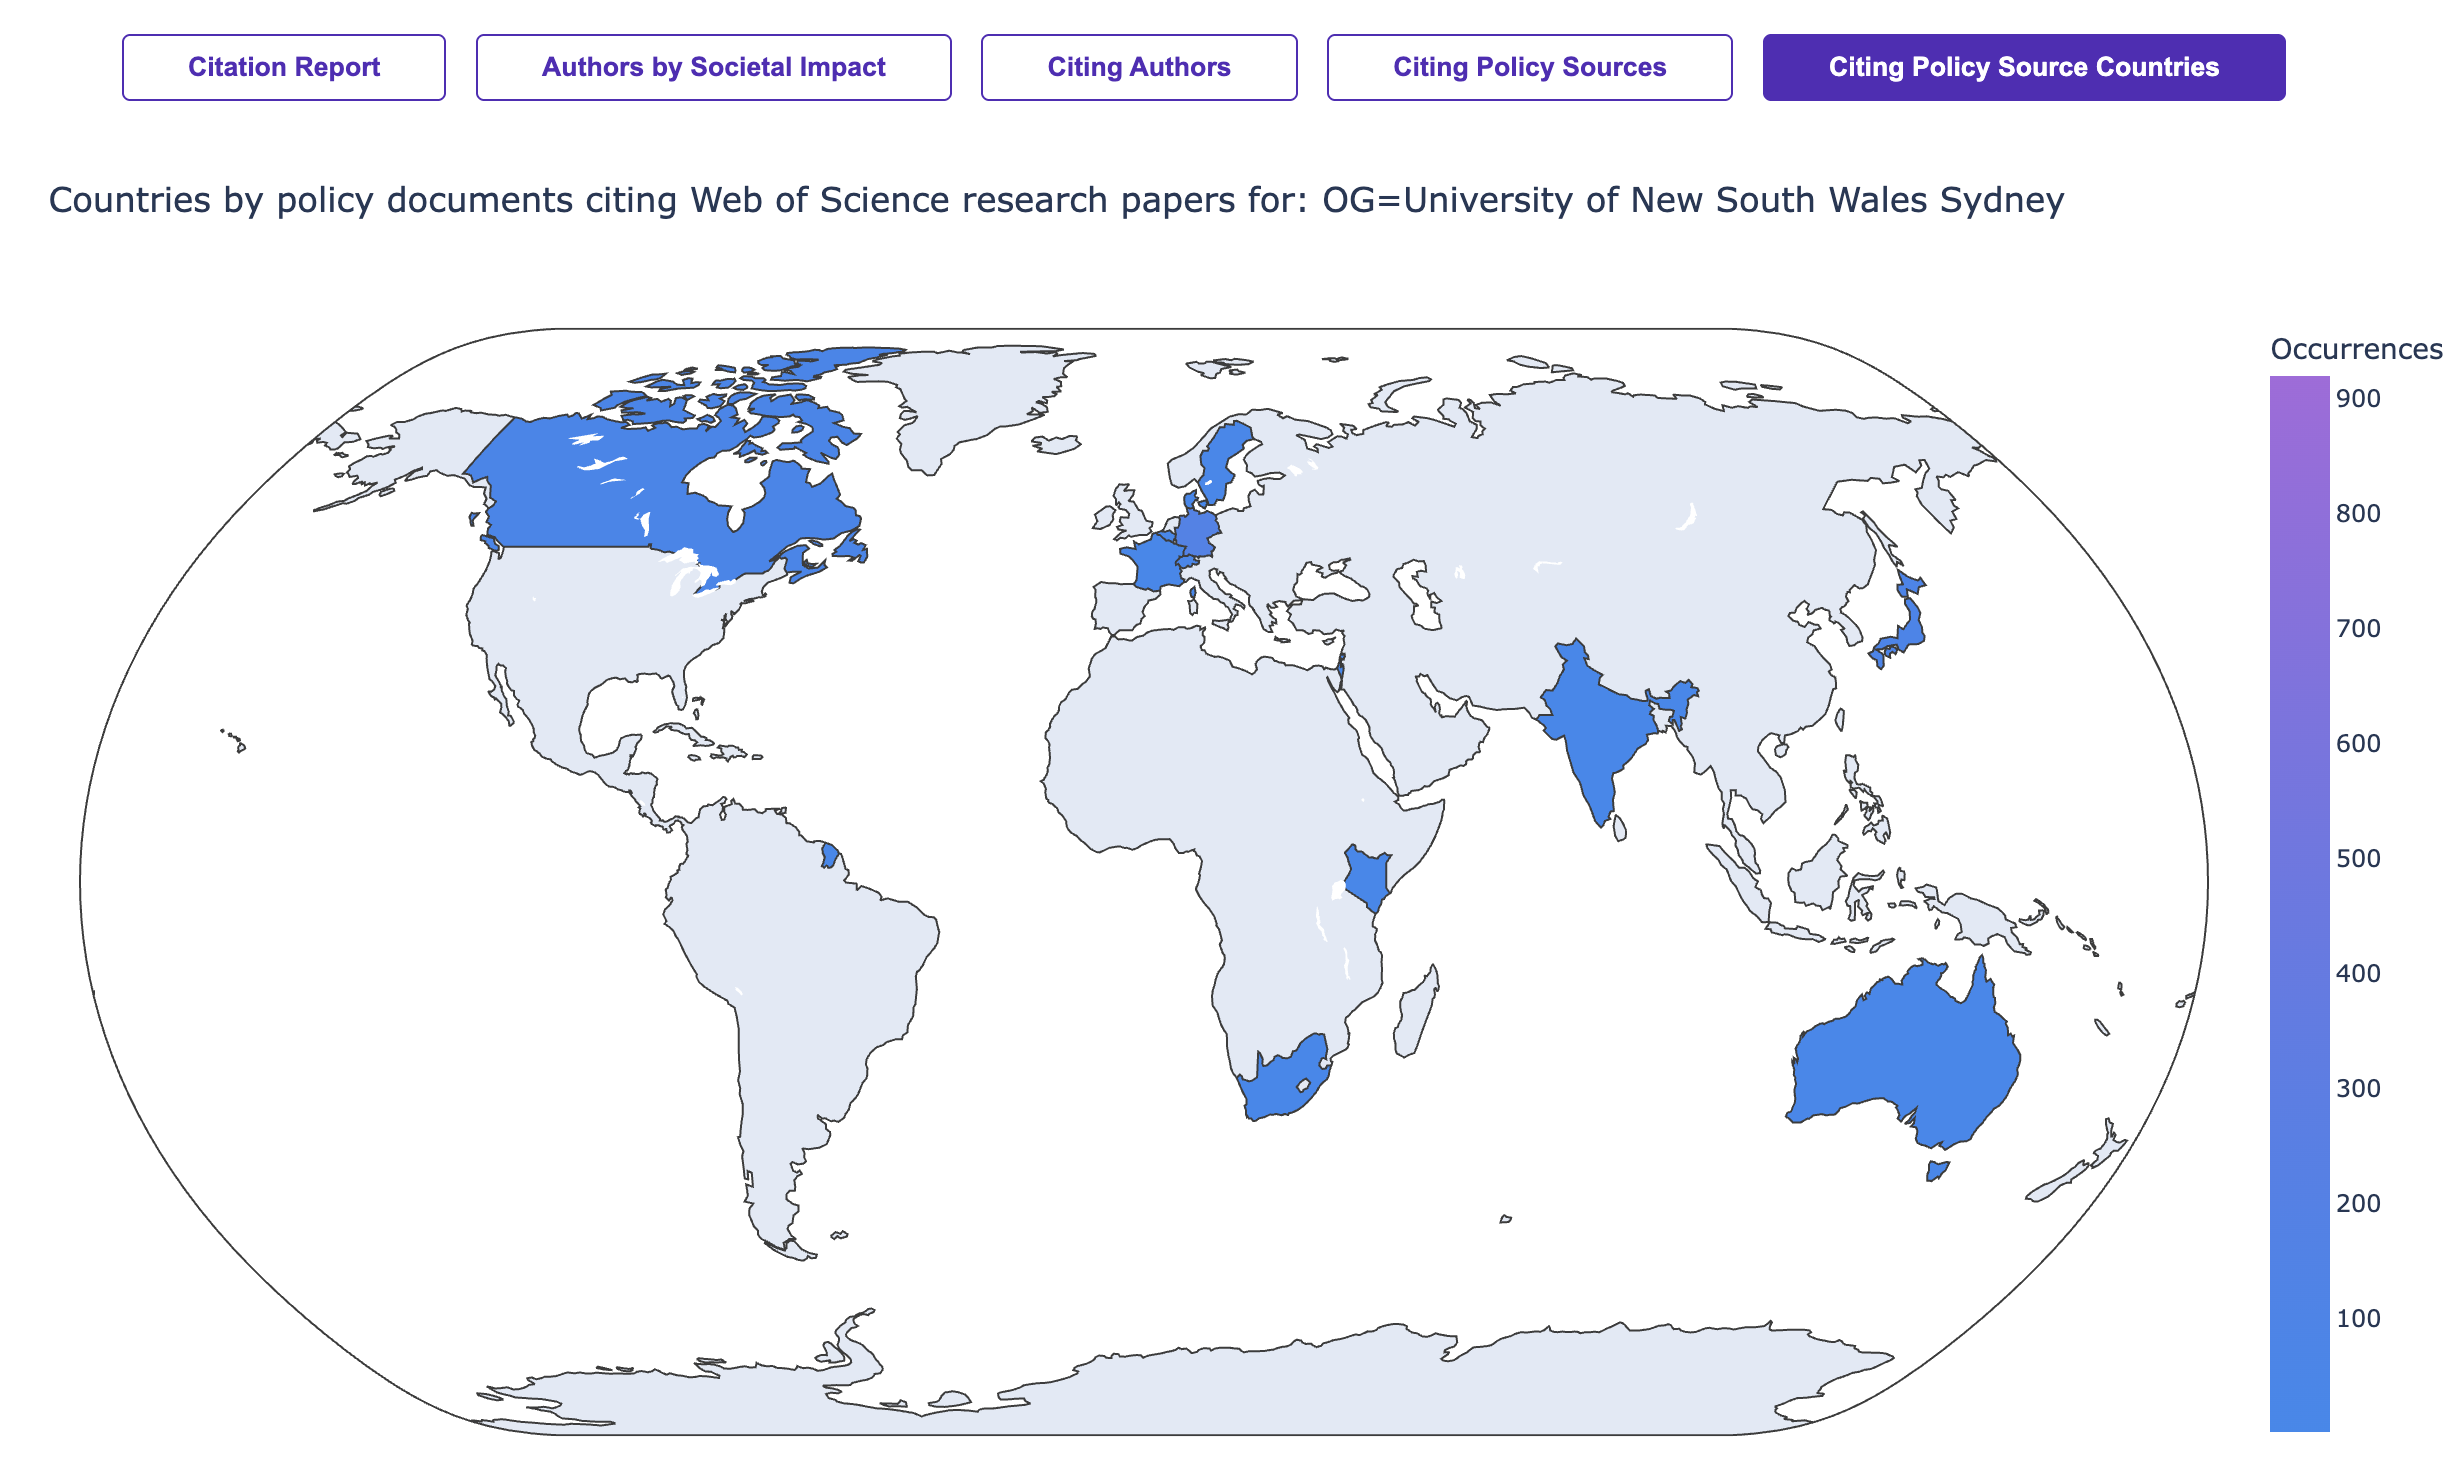 Citation Report
Authors by Societal Impact
Citing Authors
Citing Policy Sources
Citing Policy Source Countries
Countries by policy documents citing Web of Science research papers for: OG=University of New South Wales Sydney
Occurrences
900
800
700
600
500
400
300
200
100